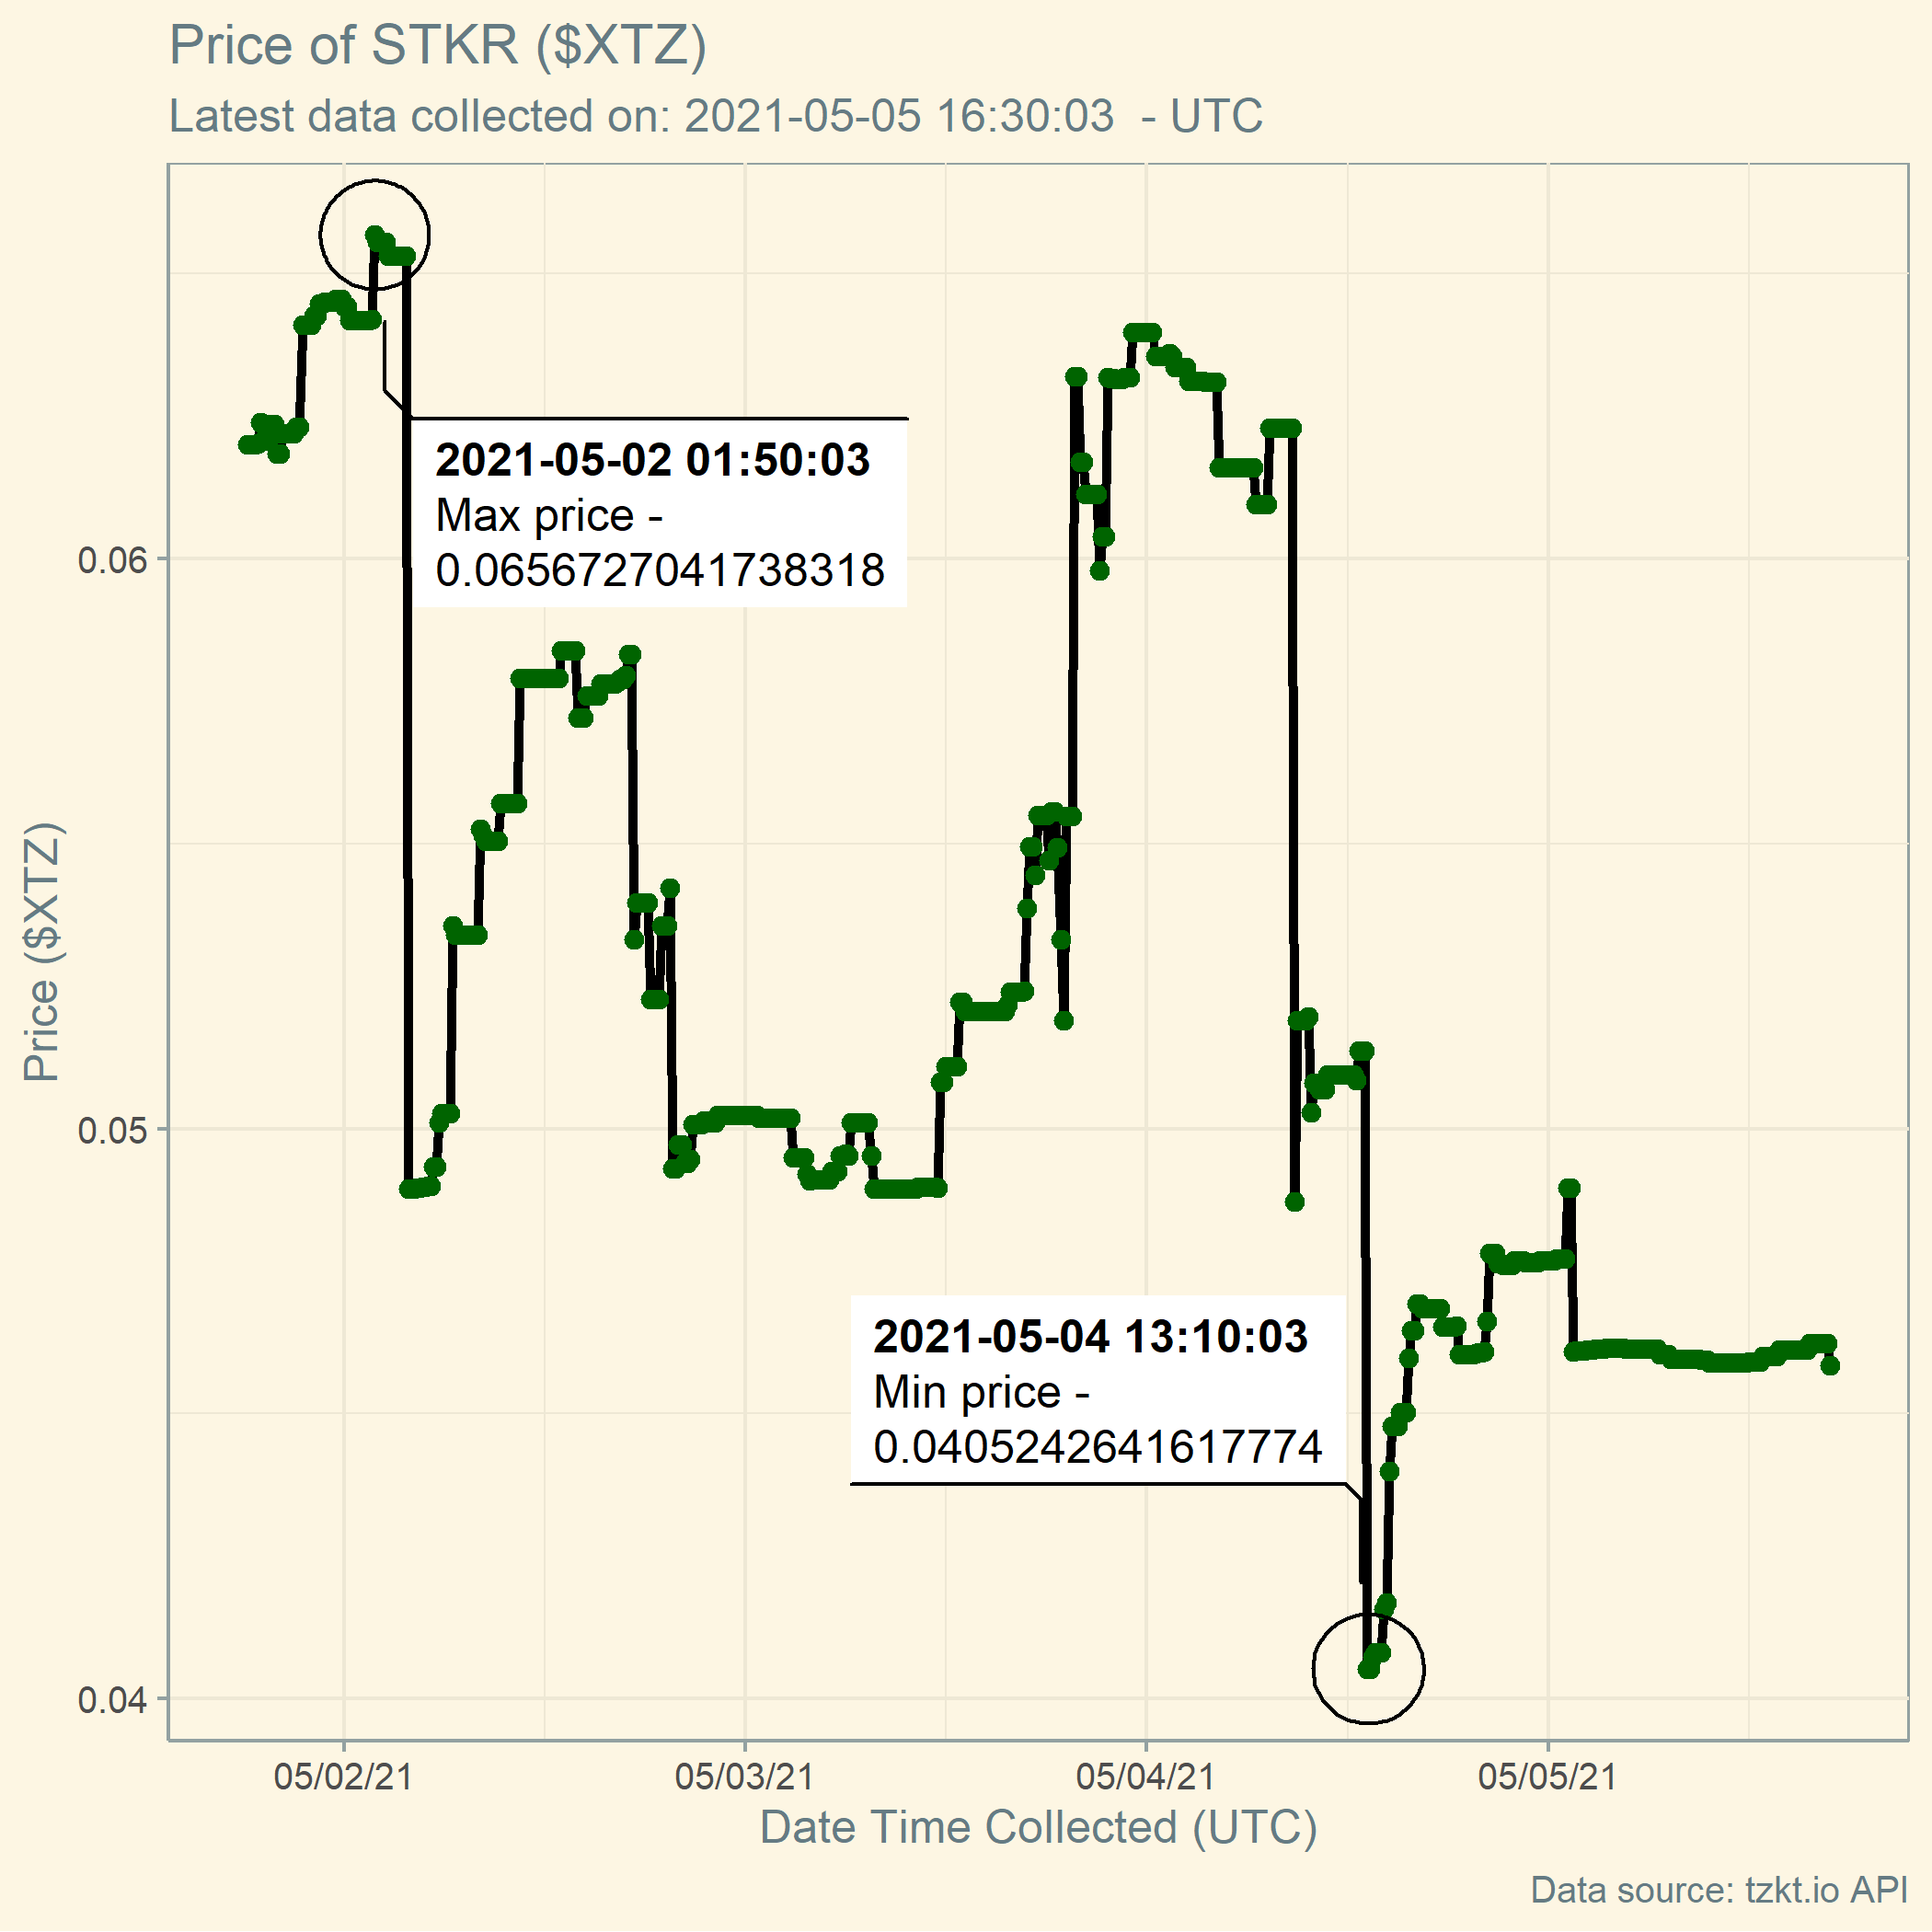 Price of STKR ($XTZ)
Latest data collected on: 2021-05-05 16:30:03  - UTC
2021-05-02 01:50:03
Max price -
0.0656727041738318
0.06
Price ($XTZ)
0.05
2021-05-04 13:10:03
Min price -
0.0405242641617774
0.04
05/02/21
05/03/21
05/04/21
05/05/21
Date Time Collected (UTC)
Data source: tzkt.io API